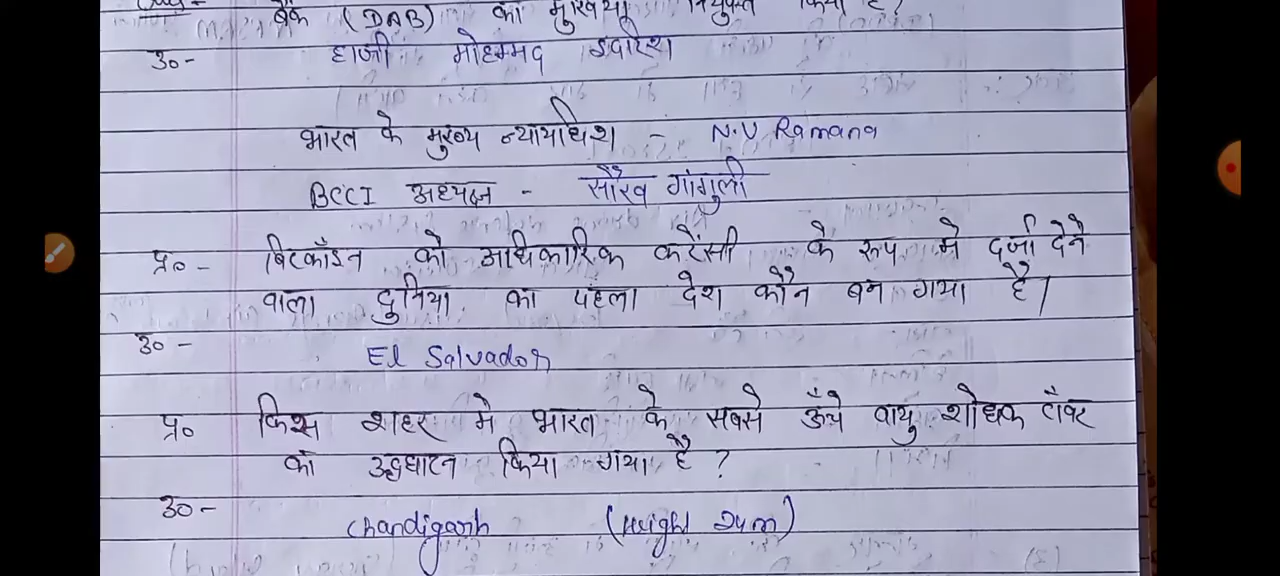 बैंक (DAB) का मुखिया नियुक्त किया है?
उ०- हाजी मोहम्मद इदरिश
भारत के मुख्य न्यायाधिश - N.V Ramana
BCCI अध्यक्ष - सौरव गांगुली
प्र०- बिटकॉइन को आधिकारिक करेंसी के रूप मे दर्जा देने
वाला दुनिया का पहला देश कौन बन गया है।
उ०- El Salvador
प्र० किस शहर मे भारत के सबसे ऊँचे वायु शोधक टॉवर
का उद्घाटन किया गया है?
उ०- Chandigarh (Height 24m)